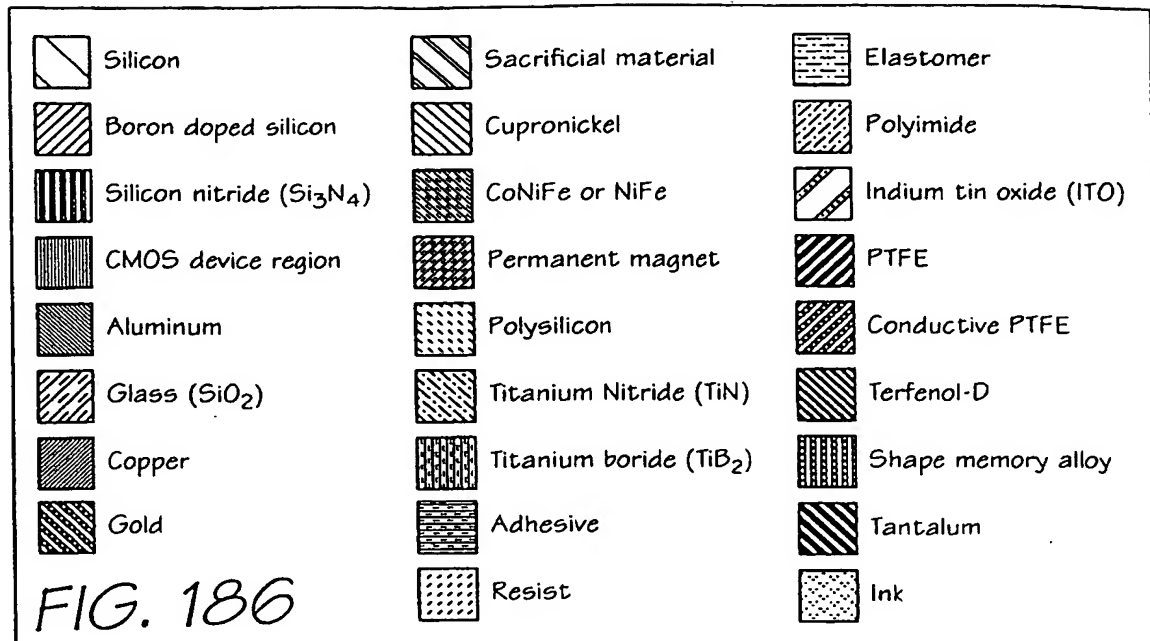 Silicon
Boron doped silicon
Silicon nitride (Si₃N₄)
CMOS device region
Aluminum
Glass (SiO₂)
Copper
Gold
FIG. 186
Sacrificial material
Cupronickel
CoNiFe or NiFe
Permanent magnet
Polysilicon
Titanium Nitride (TiN)
Titanium boride (TiB₂)
Adhesive
Resist
Elastomer
Polyimide
Indium tin oxide (ITO)
PTFE
Conductive PTFE
Terfenol-D
Shape memory alloy
Tantalum
Ink